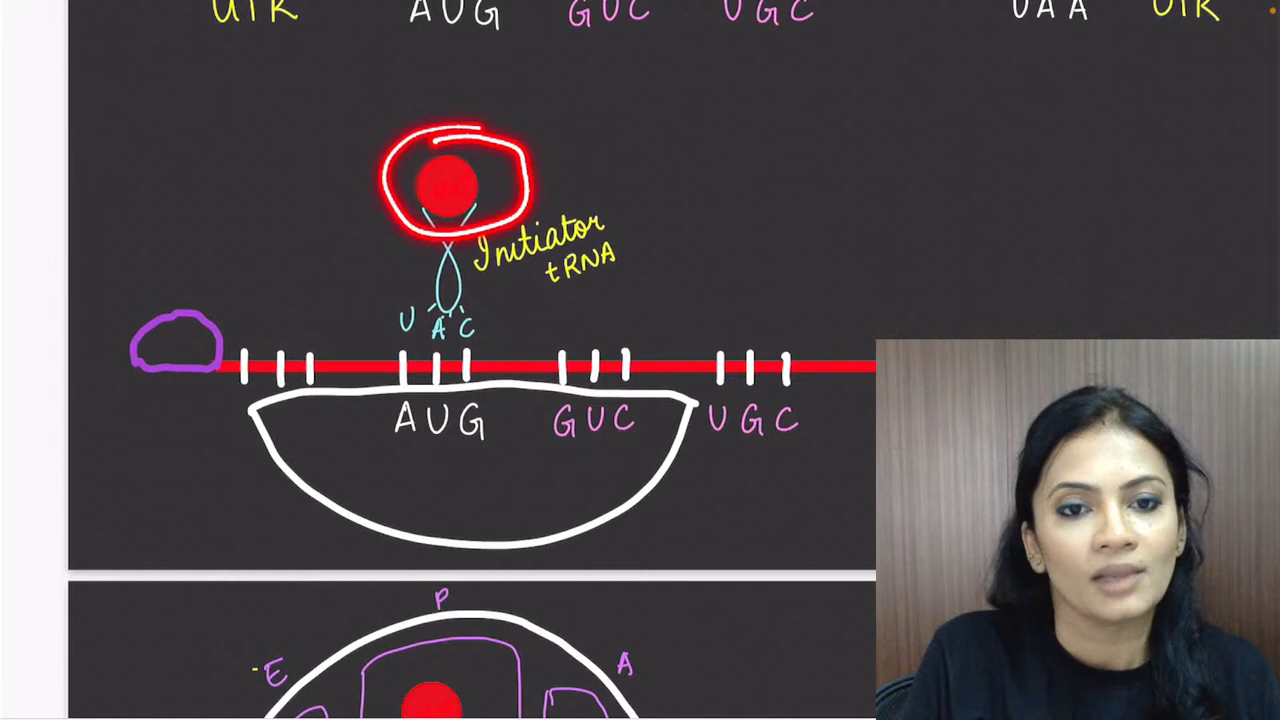 UTR AUG GUC UGC UAA UTR
Initiator
tRNA
U A C
AUG GUC UGC
P
E A